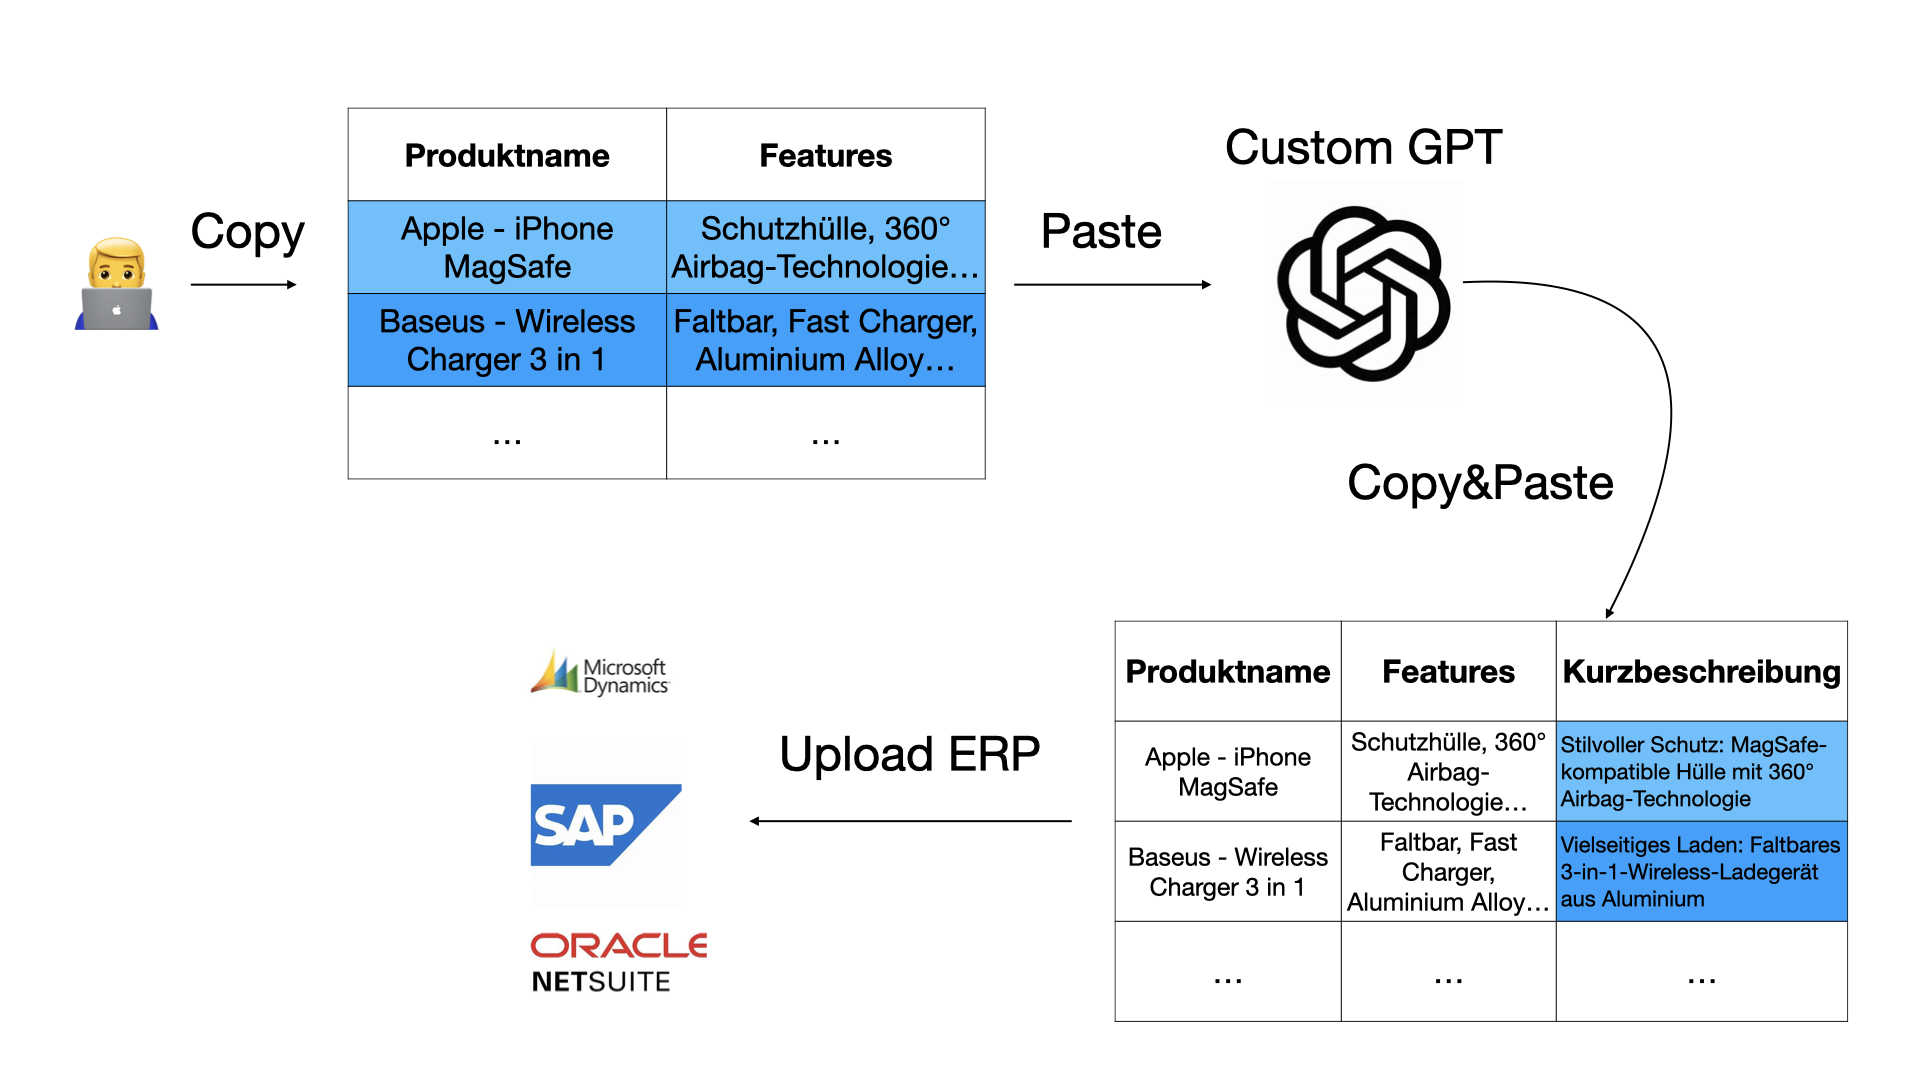 Copy
Produktname
Features
Apple - iPhone
MagSafe
Schutzhülle, 360°
Airbag-Technologie…
Baseus - Wireless
Charger 3 in 1
Faltbar, Fast Charger,
Aluminium Alloy…
…
…
Paste
Custom GPT
Copy&Paste
Produktname
Features
Kurzbeschreibung
Apple - iPhone
MagSafe
Schutzhülle, 360°
Airbag-
Technologie…
Stilvoller Schutz: MagSafe-
kompatible Hülle mit 360°
Airbag-Technologie
Baseus - Wireless
Charger 3 in 1
Faltbar, Fast
Charger,
Aluminium Alloy…
Vielseitiges Laden: Faltbares
3-in-1-Wireless-Ladegerät
aus Aluminium
…
…
…
Upload ERP
Microsoft
Dynamics
SAP
ORACLE
NETSUITE